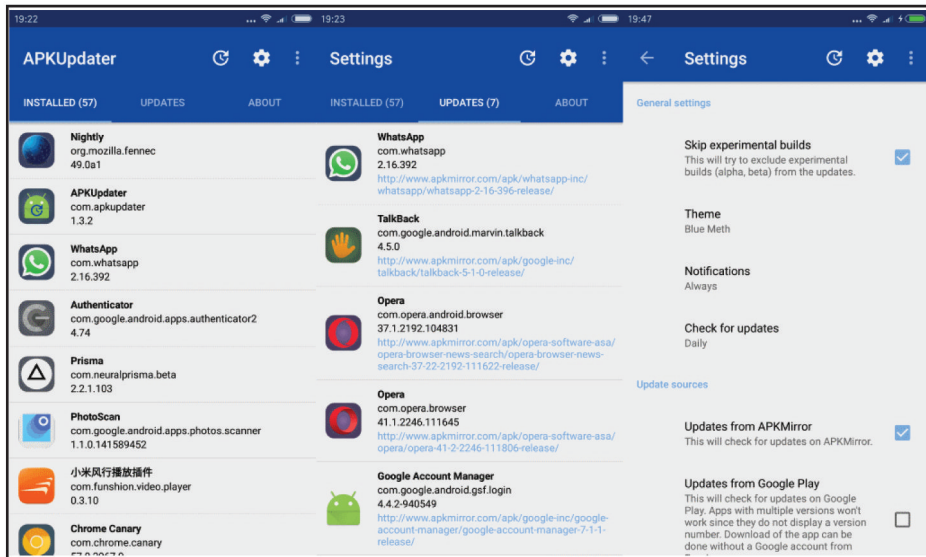 19:22
APKUpdater
INSTALLED (57) UPDATES ABOUT
Nightly
org.mozilla.fennec
49.0a1
APKUpdater
com.apkupdater
1.3.2
WhatsApp
com.whatsapp
2.16.392
Authenticator
com.google.android.apps.authenticator2
4.74
Prisma
com.neuralprisma.beta
2.2.1.103
PhotoScan
com.google.android.apps.photos.scanner
1.1.0.141589452
小米风行播放插件
com.funshion.video.player
0.3.10
Chrome Canary
com.chrome.canary
19:23
Settings
INSTALLED (57) UPDATES (7) ABOUT
WhatsApp
com.whatsapp
2.16.392
http://www.apkmirror.com/apk/whatsapp-inc/
whatsapp/whatsapp-2-16-396-release/
TalkBack
com.google.android.marvin.talkback
4.5.0
http://www.apkmirror.com/apk/google-inc/
talkback/talkback-5-1-0-release/
Opera
com.opera.android.browser
37.1.2192.104831
http://www.apkmirror.com/apk/opera-software-asa/
opera-browser-news-search/opera-browser-news-
search-37-22-2192-111622-release/
Opera
com.opera.browser
41.1.2246.111645
http://www.apkmirror.com/apk/opera-software-asa/
opera/opera-41-2-2246-111806-release/
Google Account Manager
com.google.android.gsf.login
4.4.2-940549
http://www.apkmirror.com/apk/google-inc/google-
account-manager/google-account-manager-7-1-1-
release/
19:47
Settings
General settings
Skip experimental builds
This will try to exclude experimental
builds (alpha, beta) from the updates.
Theme
Blue Meth
Notifications
Always
Check for updates
Daily
Update sources
Updates from APKMirror
This will check for updates on APKMirror.
Updates from Google Play
This will check for updates on Google
Play. Apps with multiple versions won't
work since they do not display a version
number. Download of the app can be
done without a Google account from